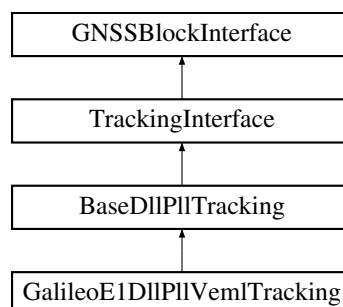 GNSSBlockInterface
TrackingInterface
BaseDllPllTracking
GalileoE1DllPllVemlTracking